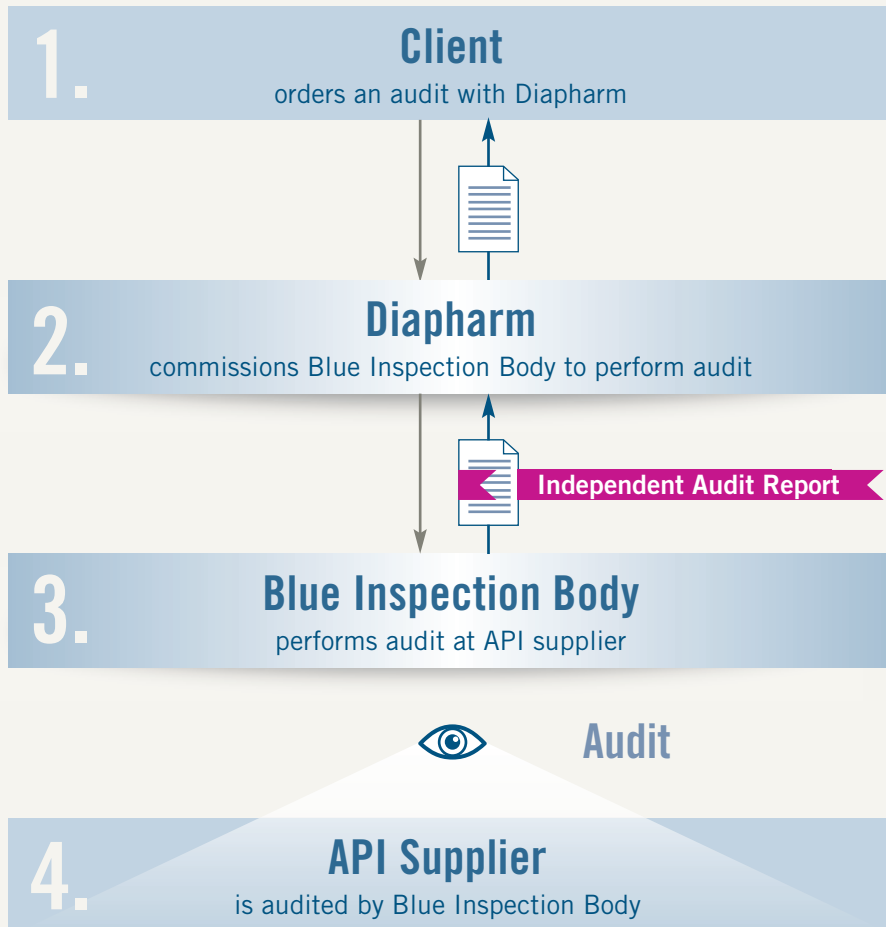 1.
Client
orders an audit with Diapharm
2.
Diapharm
commissions Blue Inspection Body to perform audit
Independent Audit Report
3.
Blue Inspection Body
performs audit at API supplier
Audit
4.
API Supplier
is audited by Blue Inspection Body